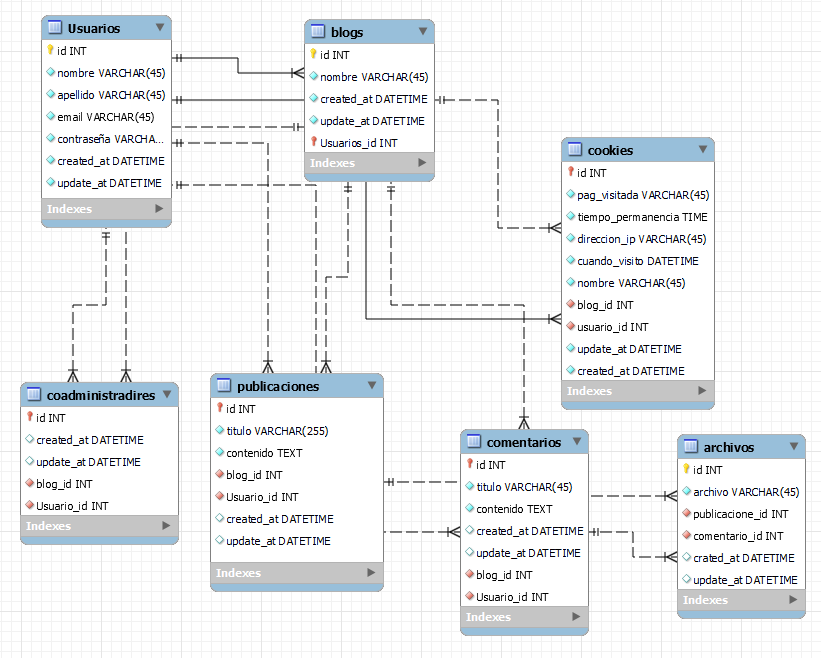 Usuarios
id INT
nombre VARCHAR(45)
apellido VARCHAR(45)
email VARCHAR(45)
contraseña VARCHA...
created_at DATETIME
update_at DATETIME
Indexes
blogs
id INT
nombre VARCHAR(45)
created_at DATETIME
update_at DATETIME
Usuarios_id INT
Indexes
cookies
id INT
pag_visitada VARCHAR(45)
tiempo_permanencia TIME
direccion_ip VARCHAR(45)
cuando_visito DATETIME
nombre VARCHAR(45)
blog_id INT
usuario_id INT
update_at DATETIME
created_at DATETIME
Indexes
coadministradires
id INT
created_at DATETIME
update_at DATETIME
blog_id INT
Usuario_id INT
Indexes
publicaciones
id INT
titulo VARCHAR(255)
contenido TEXT
blog_id INT
Usuario_id INT
created_at DATETIME
update_at DATETIME
Indexes
comentarios
id INT
titulo VARCHAR(45)
contenido TEXT
created_at DATETIME
update_at DATETIME
blog_id INT
Usuario_id INT
Indexes
archivos
id INT
archivo VARCHAR(45)
publicacione_id INT
comentario_id INT
crated_at DATETIME
update_at DATETIME
Indexes